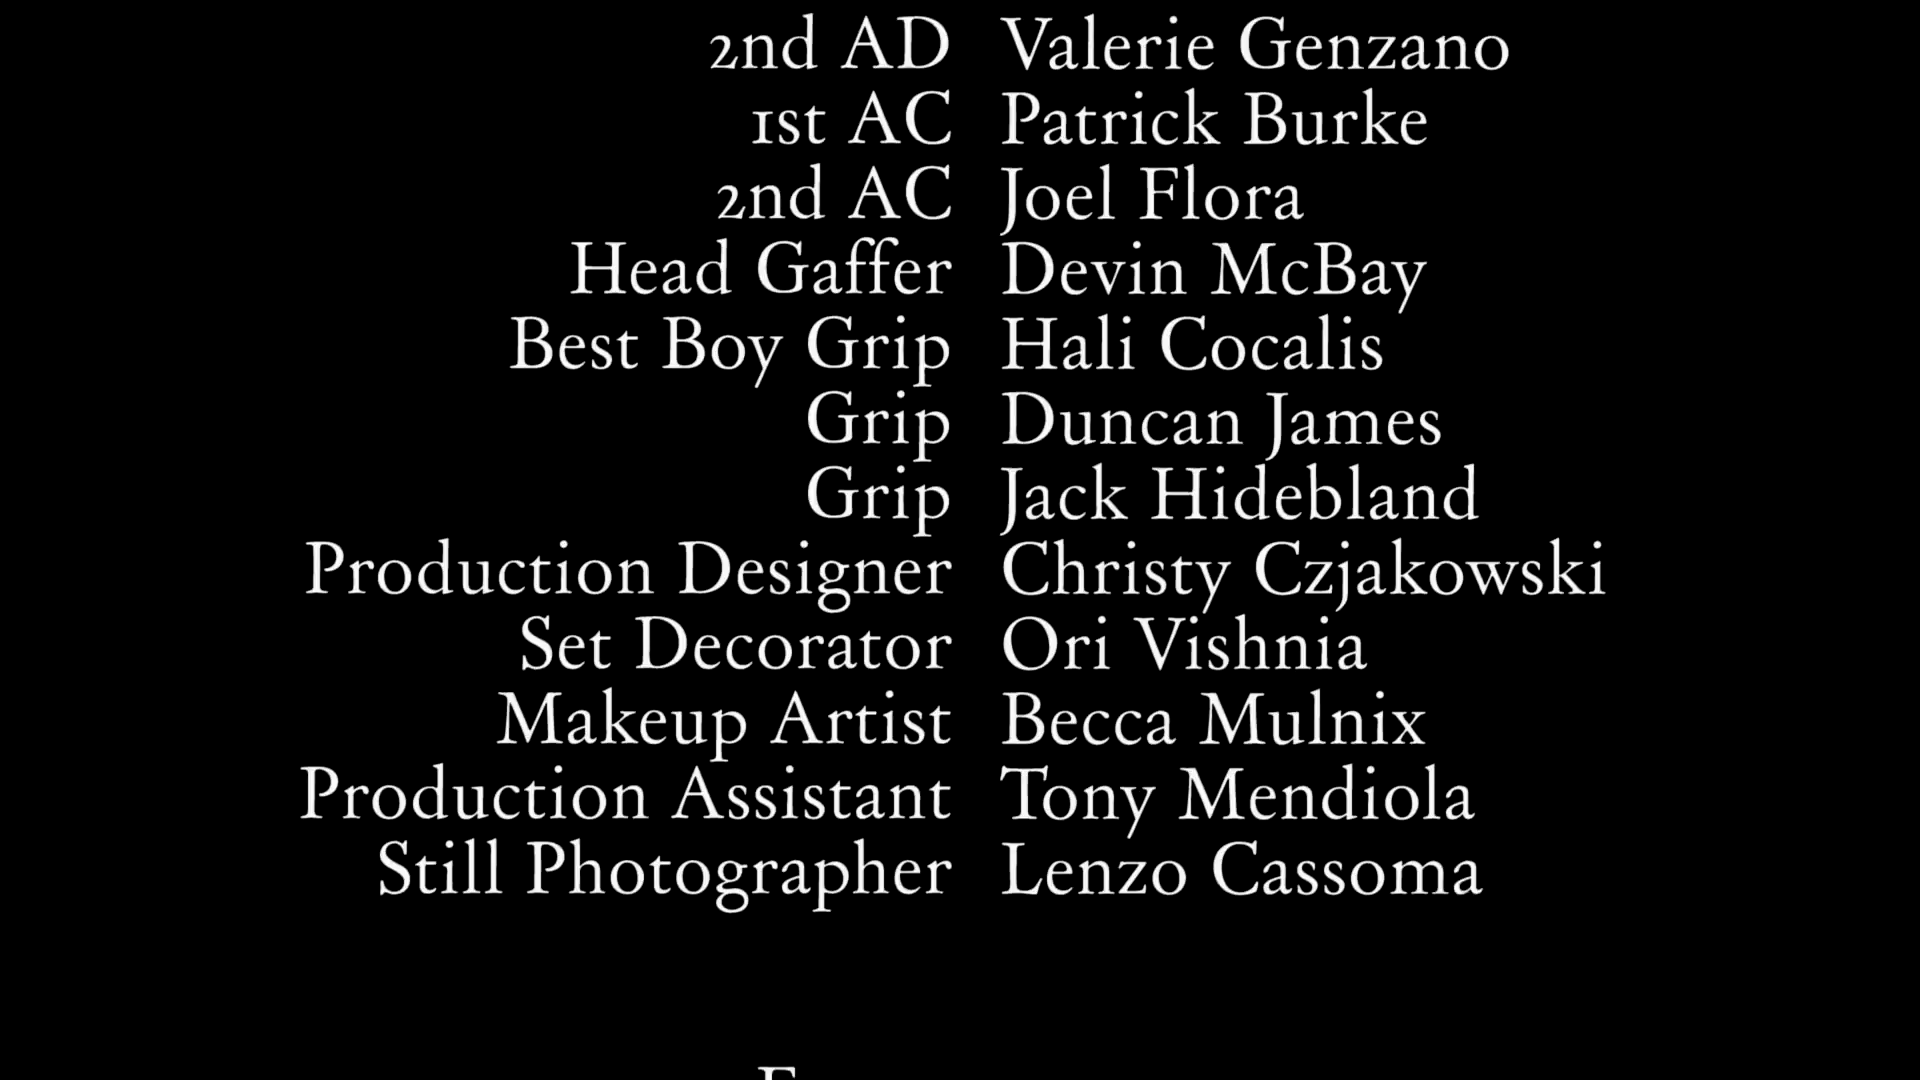 2nd AD Valerie Genzano
1st AC Patrick Burke
2nd AC Joel Flora
Head Gaffer Devin McBay
Best Boy Grip Hali Cocalis
Grip Duncan James
Grip Jack Hidebland
Production Designer Christy Czjakowski
Set Decorator Ori Vishnia
Makeup Artist Becca Mulnix
Production Assistant Tony Mendiola
Still Photographer Lenzo Cassoma